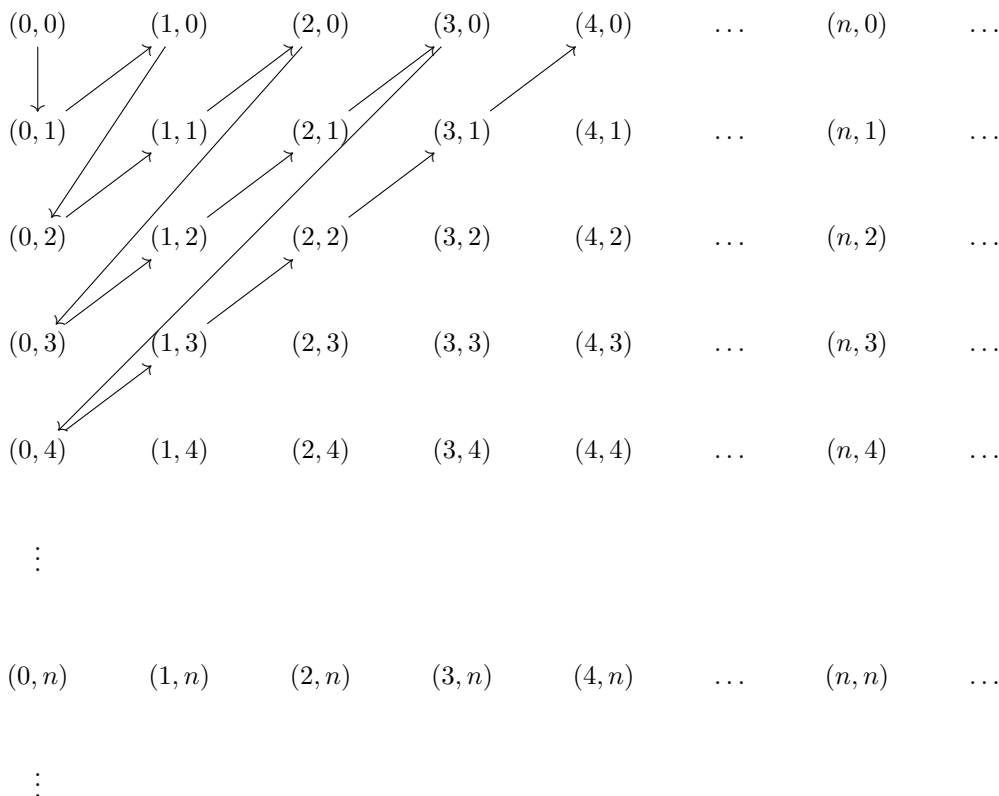 (0, 0) (1, 0) (2, 0) (3, 0) (4, 0) … (n, 0) …
(0, 1) (1, 1) (2, 1) (3, 1) (4, 1) … (n, 1) …
(0, 2) (1, 2) (2, 2) (3, 2) (4, 2) … (n, 2) …
(0, 3) (1, 3) (2, 3) (3, 3) (4, 3) … (n, 3) …
(0, 4) (1, 4) (2, 4) (3, 4) (4, 4) … (n, 4) …
⋮
(0, n) (1, n) (2, n) (3, n) (4, n) … (n, n) …
⋮